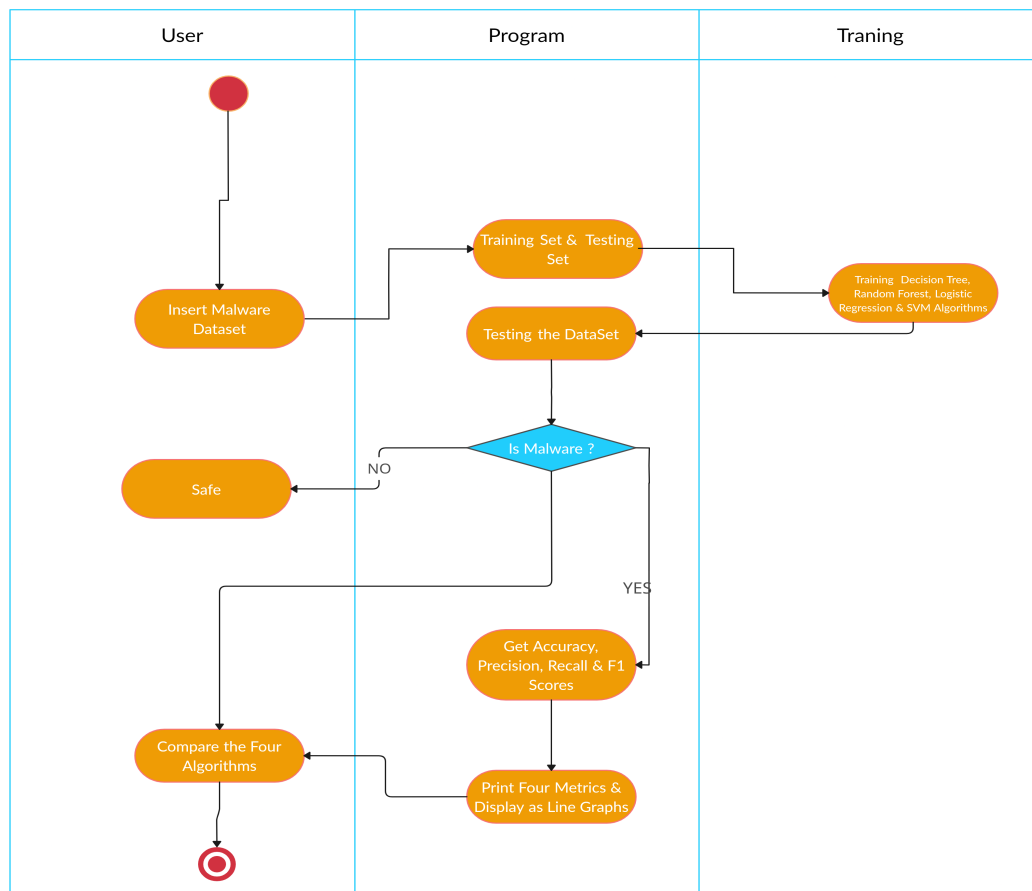 User
Program
Traning
Training Set & Testing
Set
Training Decision Tree,
Random Forest, Logistic
Regression & SVM Algorithms
Insert Malware
Dataset
Testing the DataSet
Is Malware ?
NO
Safe
YES
Get Accuracy,
Precision, Recall & F1
Scores
Compare the Four
Algorithms
Print Four Metrics &
Display as Line Graphs